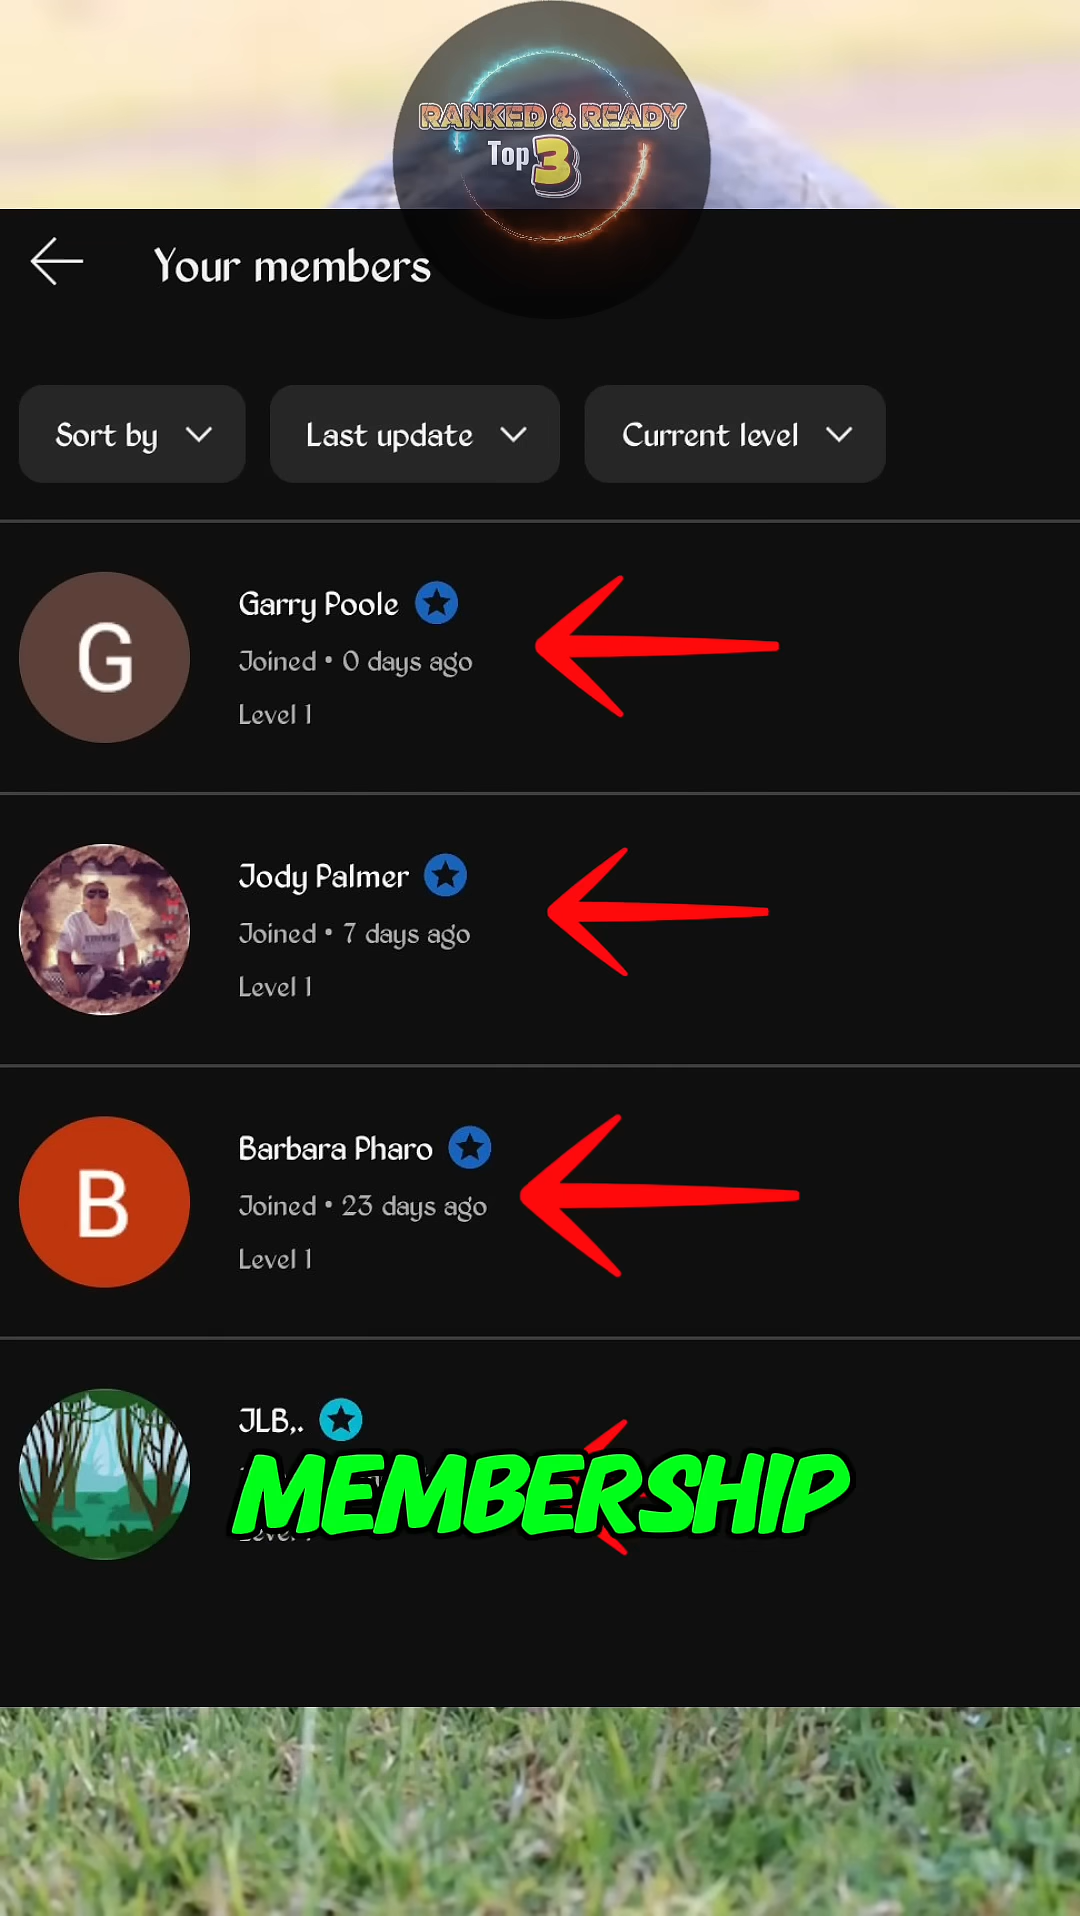 RANKED & READY
Top 3
Your members
Sort by
Last update
Current level
G
Garry Poole
Joined • 0 days ago
Level 1
Jody Palmer
Joined • 7 days ago
Level 1
B
Barbara Pharo
Joined • 23 days ago
Level 1
JLB,.
MEMBERSHIP